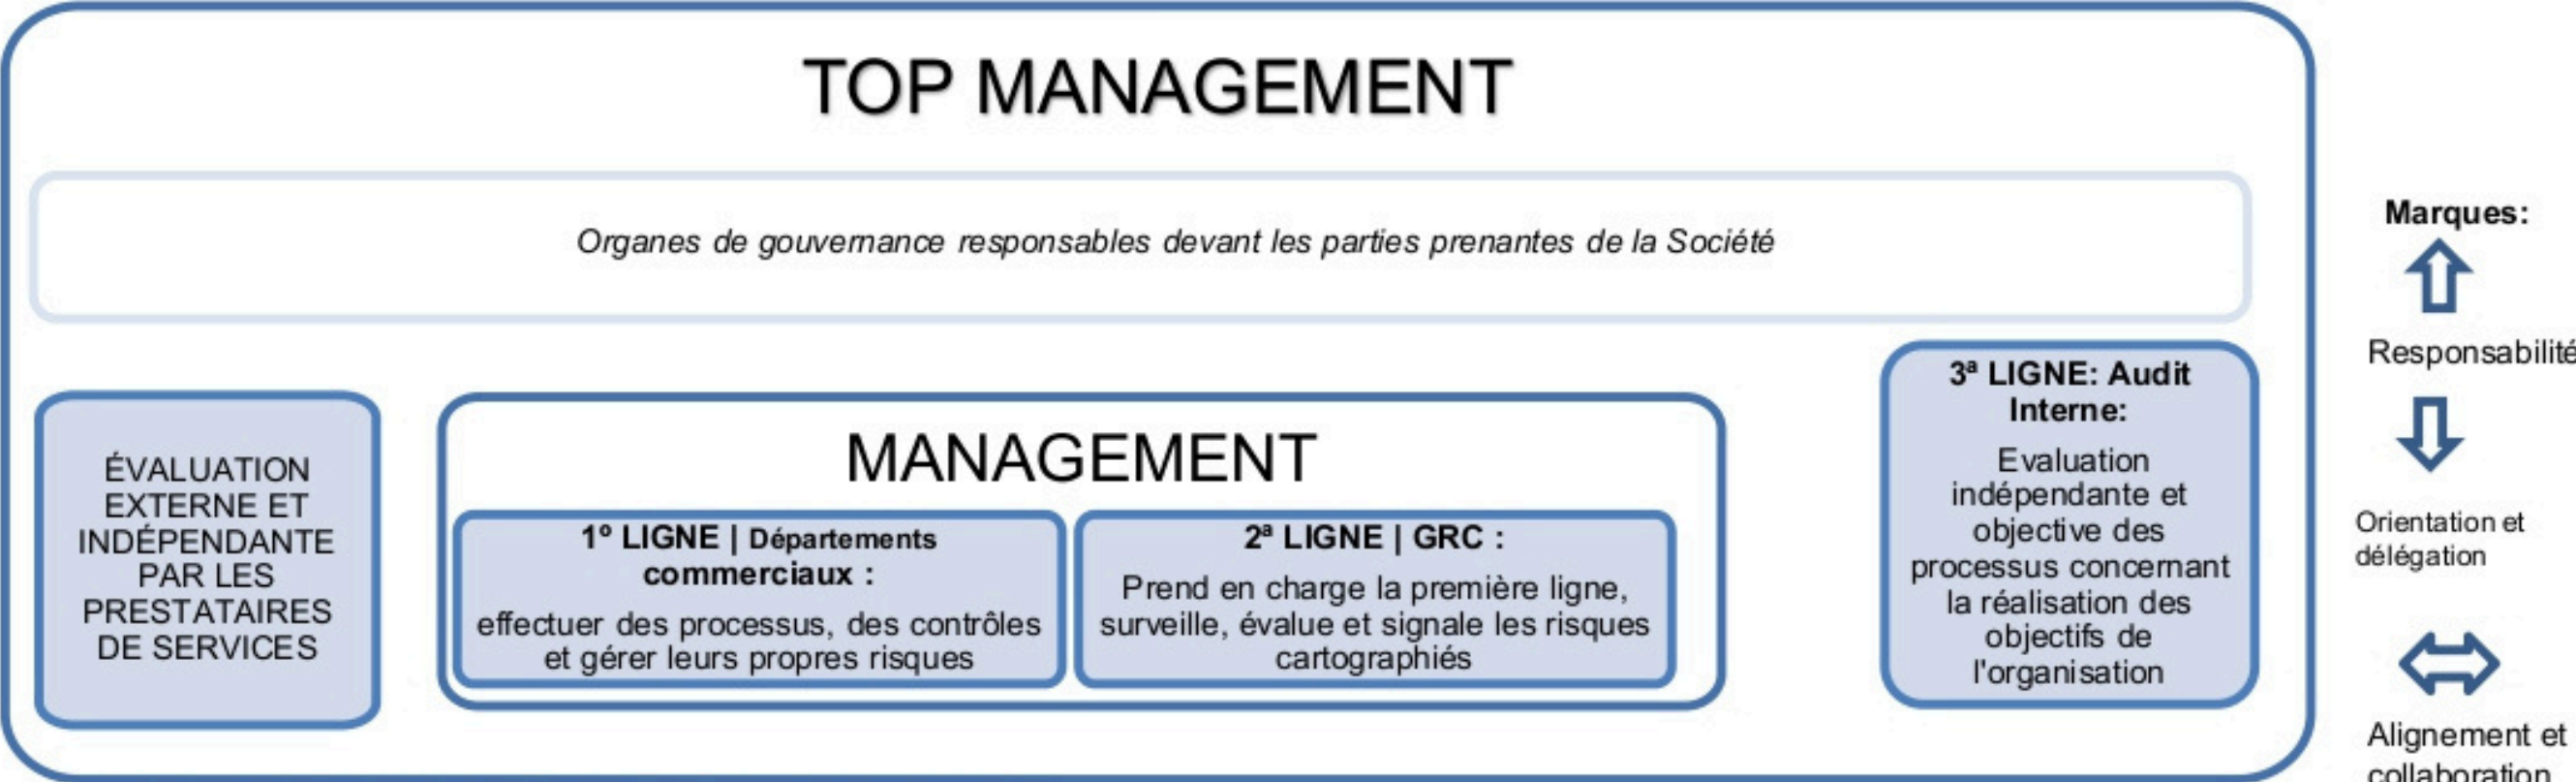 TOP MANAGEMENT
Organes de gouvernance responsables devant les parties prenantes de la Société
ÉVALUATION
EXTERNE ET
INDÉPENDANTE
PAR LES
PRESTATAIRES
DE SERVICES
MANAGEMENT
1º LIGNE | Départements
commerciaux :
effectuer des processus, des contrôles
et gérer leurs propres risques
2ª LIGNE | GRC :
Prend en charge la première ligne,
surveille, évalue et signale les risques
cartographiés
3ª LIGNE: Audit
Interne:
Evaluation
indépendante et
objective des
processus concernant
la réalisation des
objectifs de
l'organisation
Marques:
Responsabilité
Orientation et
délégation
Alignement et
collaboration